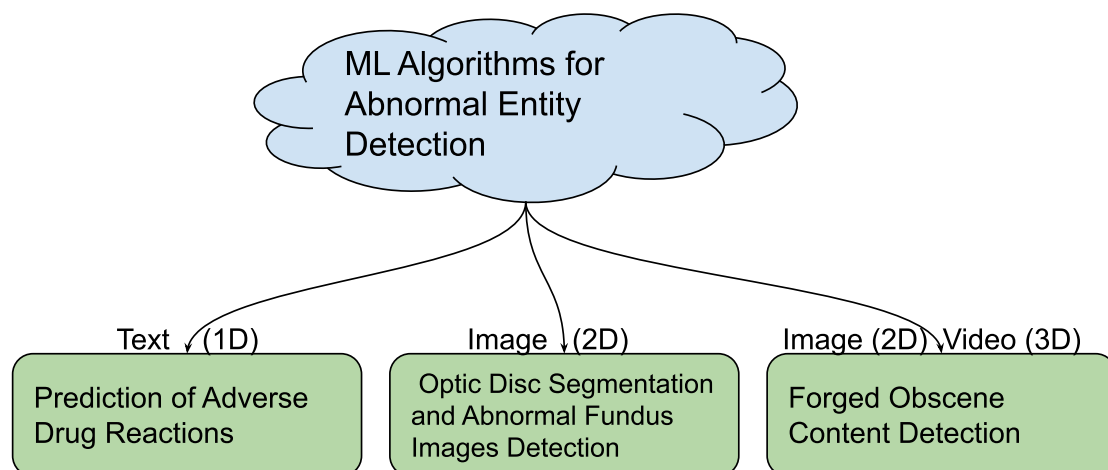 ML Algorithms for
Abnormal Entity
Detection
Text (1D)
Image (2D)
Image (2D) Video (3D)
Prediction of Adverse
Drug Reactions
Optic Disc Segmentation
and Abnormal Fundus
Images Detection
Forged Obscene
Content Detection